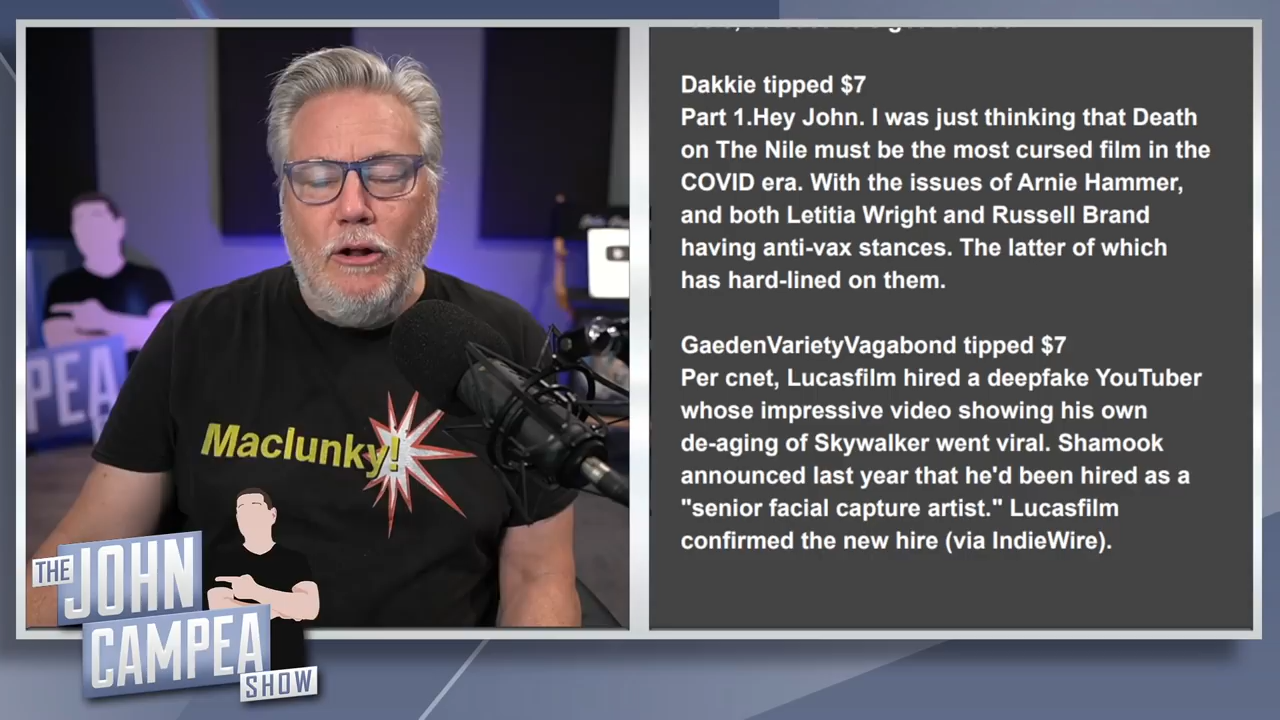 Dakkie tipped $7
Part 1.Hey John. I was just thinking that Death
on The Nile must be the most cursed film in the
COVID era. With the issues of Arnie Hammer,
and both Letitia Wright and Russell Brand
having anti-vax stances. The latter of which
has hard-lined on them.
GaedenVarietyVagabond tipped $7
Per cnet, Lucasfilm hired a deepfake YouTuber
whose impressive video showing his own
de-aging of Skywalker went viral. Shamook
announced last year that he'd been hired as a
"senior facial capture artist." Lucasfilm
confirmed the new hire (via IndieWire).
PEA
Maclunky!
THE
JOHN
CAMPEA
SHOW